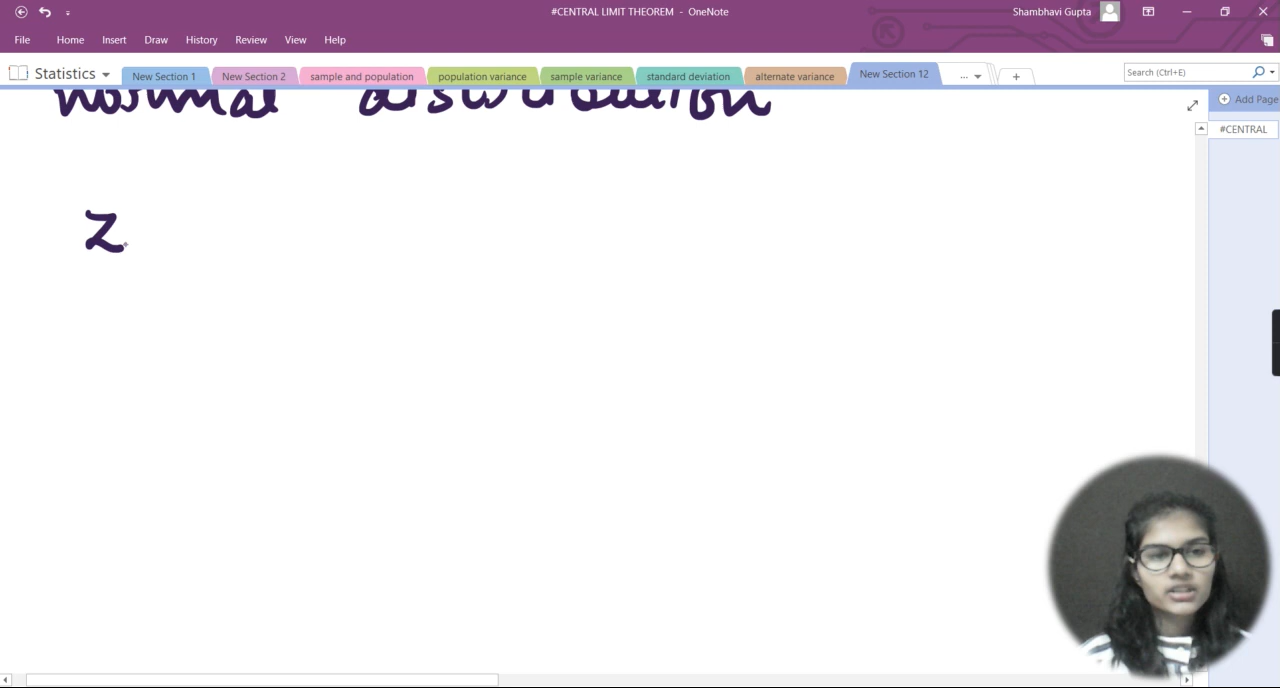 #CENTRAL LIMIT THEOREM - OneNote
Shambhavi Gupta
File Home Insert Draw History Review View Help
Statistics
New Section 1
New Section 2
sample and population
population variance
sample variance
standard deviation
alternate variance
New Section 12
...
Search (Ctrl+E)
Add Page
#CENTRAL
normal distribution
Z